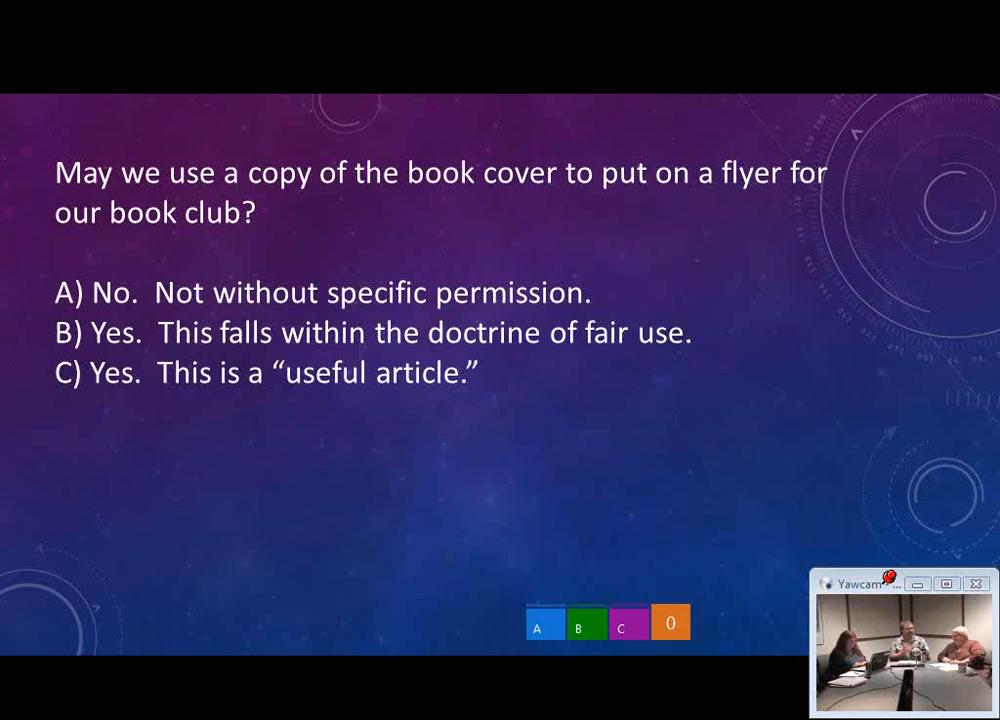 May we use a copy of the book cover to put on a flyer for
our book club?
A) No.  Not without specific permission.
B) Yes.  This falls within the doctrine of fair use.
C) Yes.  This is a “useful article.”
A
B
C
0
Yawcam ...